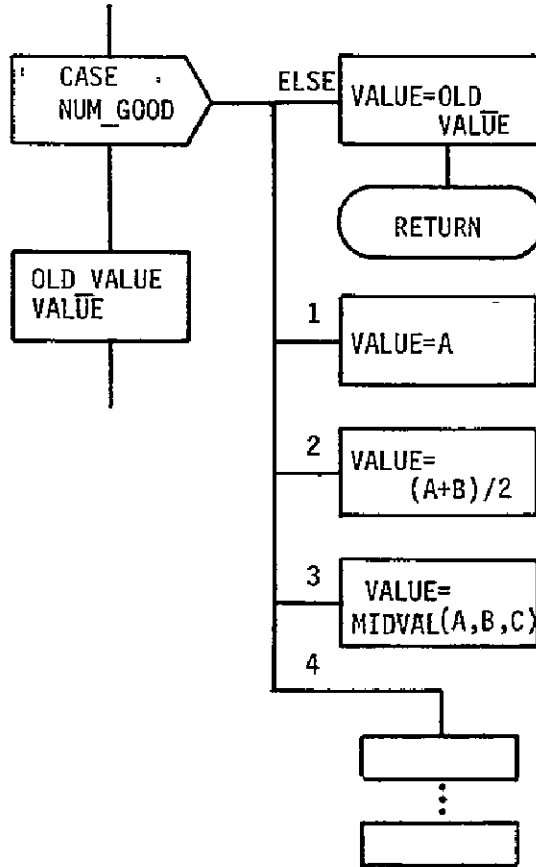 CASE
NUM_GOOD
ELSE
VALUE=OLD_
VALUE
RETURN
OLD_VALUE
VALUE
1
VALUE=A
2
VALUE=
(A+B)/2
3
VALUE=
MIDVAL(A,B,C)
4